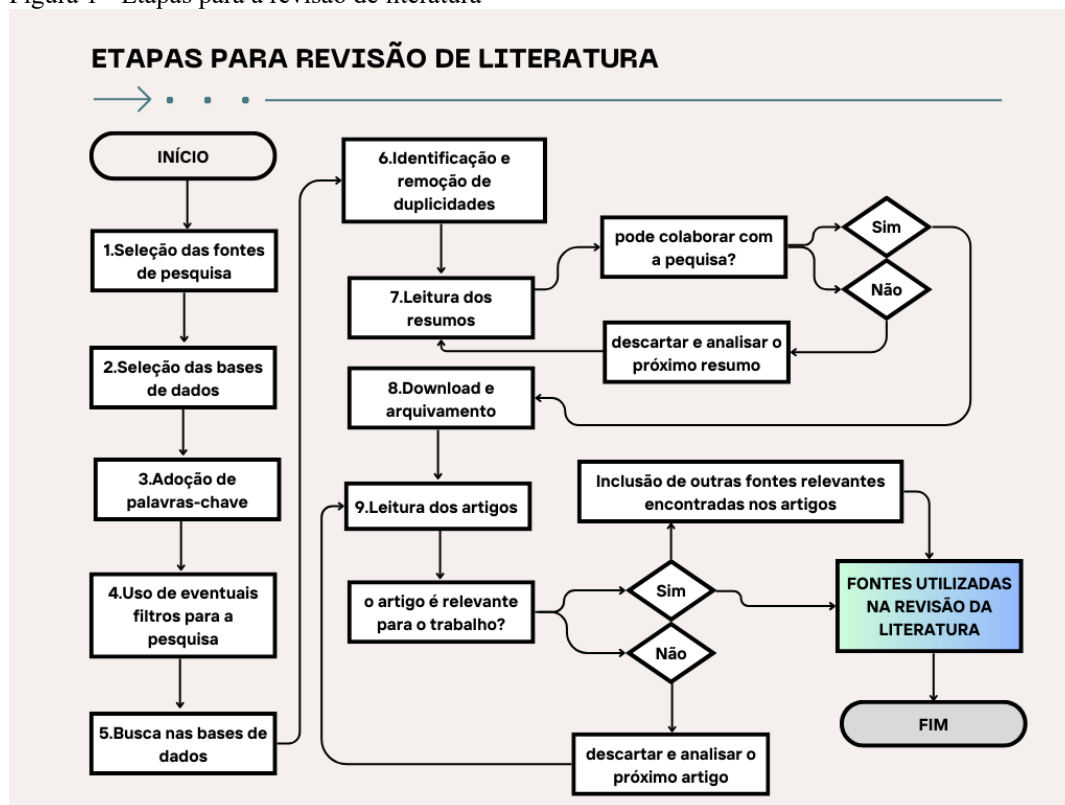 Figura 1 - Etapas para a revisão de literatura
ETAPAS PARA REVISÃO DE LITERATURA
INÍCIO
1.Seleção das fontes
de pesquisa
2.Seleção das bases
de dados
3.Adoção de
palavras-chave
4.Uso de eventuais
filtros para a
pesquisa
5.Busca nas bases de
dados
6.Identificação e
remoção de
duplicidades
7.Leitura dos
resumos
pode colaborar com
a pequisa?
Sim
Não
descartar e analisar o
próximo resumo
8.Download e
arquivamento
9.Leitura dos artigos
o artigo é relevante
para o trabalho?
Sim
Não
Inclusão de outras fontes relevantes
encontradas nos artigos
descartar e analisar o
próximo artigo
FONTES UTILIZADAS
NA REVISÃO DA
LITERATURA
FIM